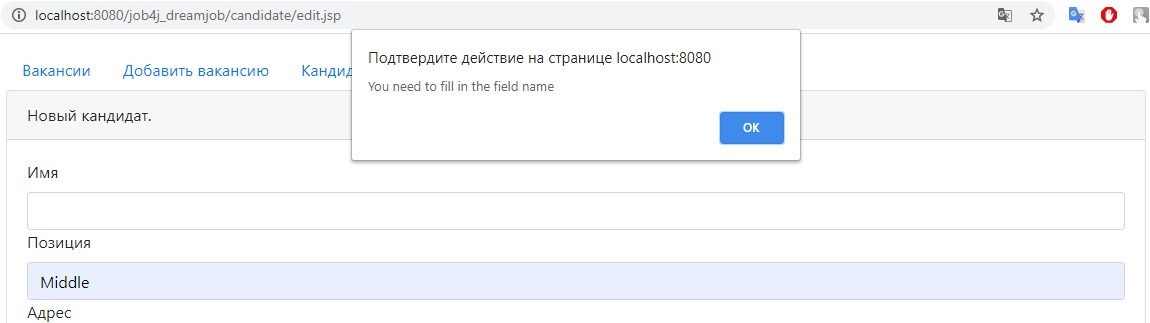 localhost:8080/job4j_dreamjob/candidate/edit.jsp
Подтвердите действие на странице localhost:8080
You need to fill in the field name
OK
Вакансии Добавить вакансию Кандид
Новый кандидат.
Имя
Позиция
Middle
Адрес